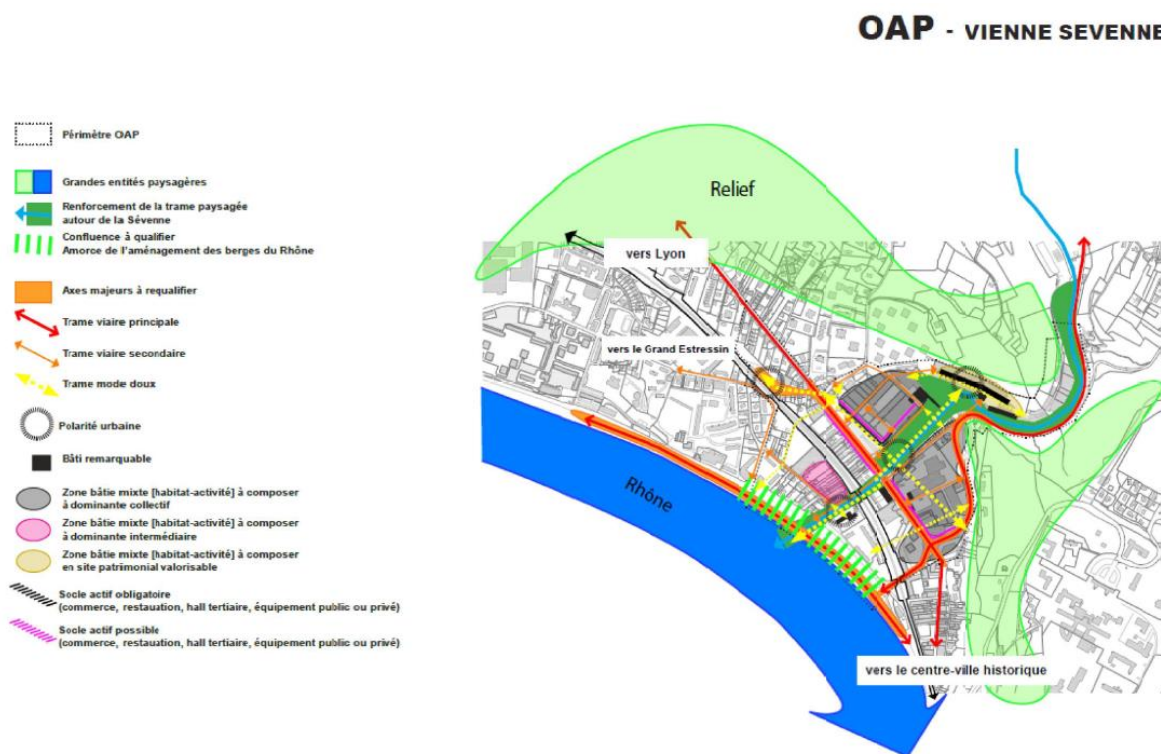 OAP - VIENNE SEVENNE
Périmètre OAP
Grandes entités paysagères
Renforcement de la trame paysagée
autour de la Sévenne
Confluence à qualifier
Amorce de l'aménagement des berges du Rhône
Axes majeurs à requalifier
Trame viaire principale
Trame viaire secondaire
Trame mode doux
Polarité urbaine
Bâti remarquable
Zone bâtie mixte [habitat-activité] à composer
à dominante collectif
Zone bâtie mixte [habitat-activité] à composer
à dominante intermédiaire
Zone bâtie mixte [habitat-activité] à composer
en site patrimonial valorisable
Socle actif obligatoire
(commerce, restauation, hall tertiaire, équipement public ou privé)
Socle actif possible
(commerce, restauation, hall tertiaire, équipement public ou privé)
Relief
vers Lyon
vers le Grand Estressin
Rhône
vers le centre-ville historique